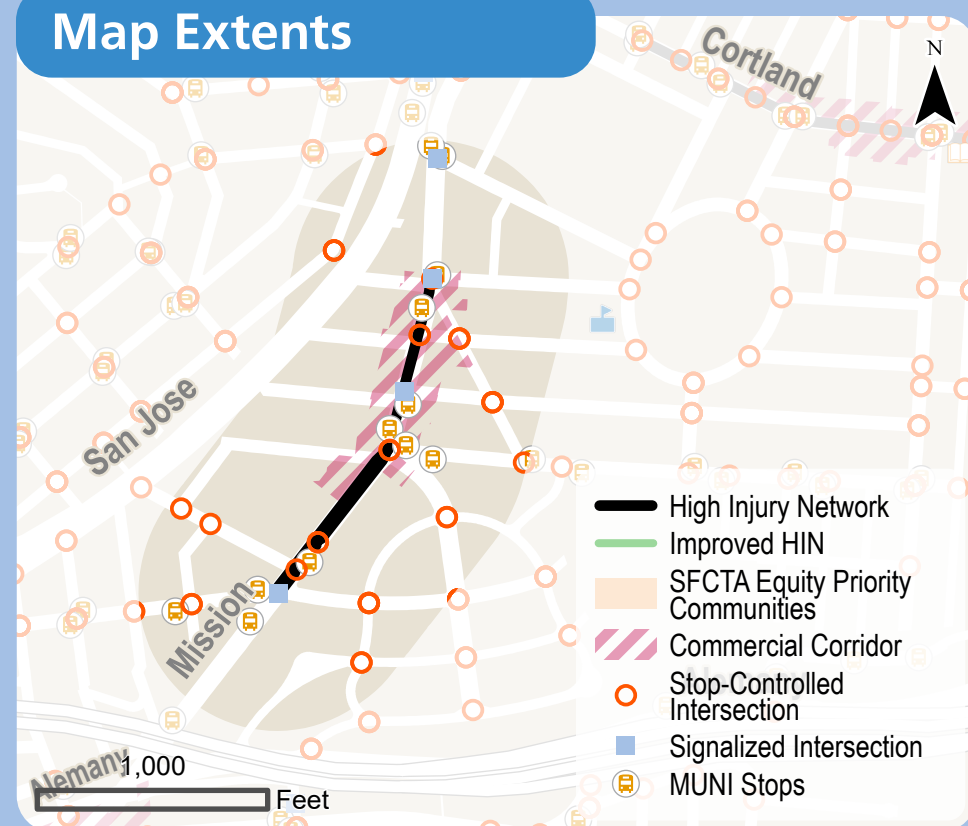 Map Extents
N
Cortland
San Jose
Mission
Alemany
1,000
Feet
High Injury Network
Improved HIN
SFCTA Equity Priority
Communities
Commercial Corridor
Stop-Controlled
Intersection
Signalized Intersection
MUNI Stops
Alemany